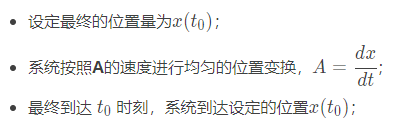 • 设定最终的位置量为x(t₀)；
• 系统按照A的速度进行均匀的位置变换，A = dx/dt；
• 最终到达 t₀ 时刻，系统到达设定的位置x(t₀)；